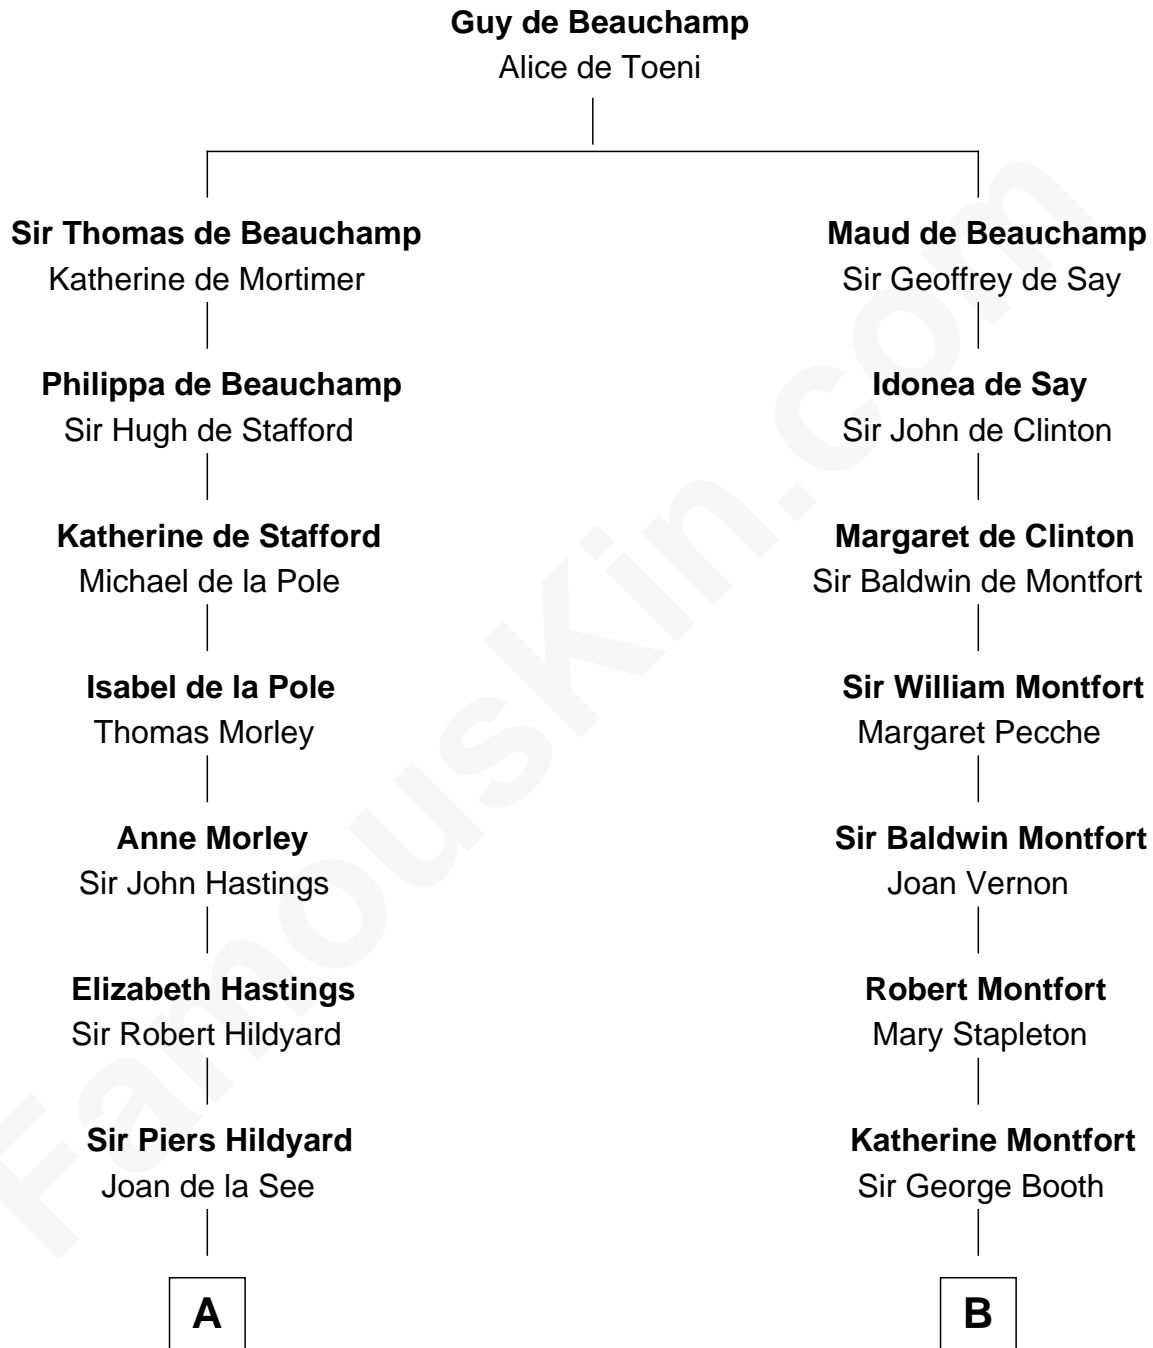 Guy de Beauchamp
Alice de Toeni
Sir Thomas de Beauchamp
Katherine de Mortimer
Philippa de Beauchamp
Sir Hugh de Stafford
Katherine de Stafford
Michael de la Pole
Isabel de la Pole
Thomas Morley
Anne Morley
Sir John Hastings
Elizabeth Hastings
Sir Robert Hildyard
Sir Piers Hildyard
Joan de la See
A
Maud de Beauchamp
Sir Geoffrey de Say
Idonea de Say
Sir John de Clinton
Margaret de Clinton
Sir Baldwin de Montfort
Sir William Montfort
Margaret Pecche
Sir Baldwin Montfort
Joan Vernon
Robert Montfort
Mary Stapleton
Katherine Montfort
Sir George Booth
B
FamousKin.com